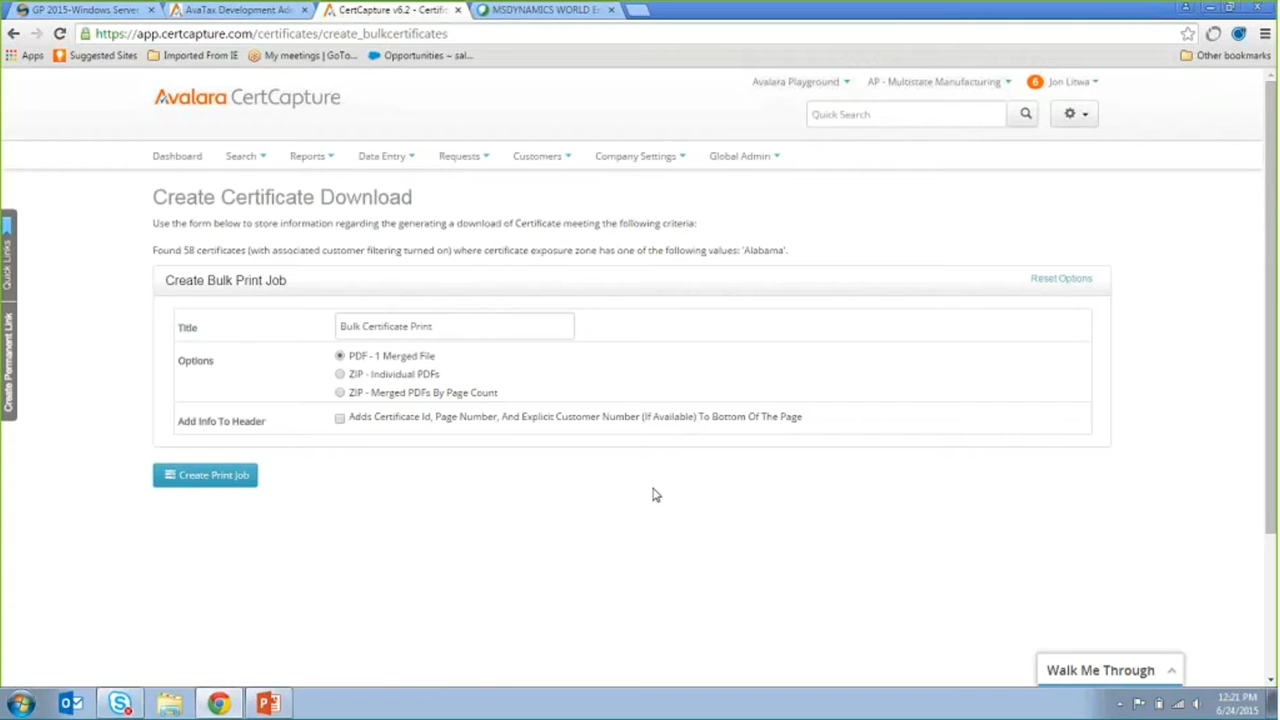 GP 2015-Windows Server
AvaTax Development Ad
CertCapture v6.2 - Certifi
MSDYNAMICS WORLD E
https://app.certcapture.com/certificates/create_bulkcertificates
Apps
Suggested Sites
Imported From IE
My meetings | GoTo...
Opportunities ~ sal...
Other bookmarks
Avalara Playground
AP - Multistate Manufacturing
6
Jon Litwa
Avalara CertCapture
Quick Search
Dashboard
Search
Reports
Data Entry
Requests
Customers
Company Settings
Global Admin
Create Certificate Download
Use the form below to store information regarding the generating a download of Certificate meeting the following criteria:
Found 58 certificates (with associated customer filtering turned on) where certificate exposure zone has one of the following values: 'Alabama'.
Quick Links
Create Permanent Link
Create Bulk Print Job
Reset Options
Title
Bulk Certificate Print
Options
PDF - 1 Merged File
ZIP - Individual PDFs
ZIP - Merged PDFs By Page Count
Add Info To Header
Adds Certificate Id, Page Number, And Explicit Customer Number (If Available) To Bottom Of The Page
Create Print Job
Walk Me Through
12:21 PM
6/24/2015